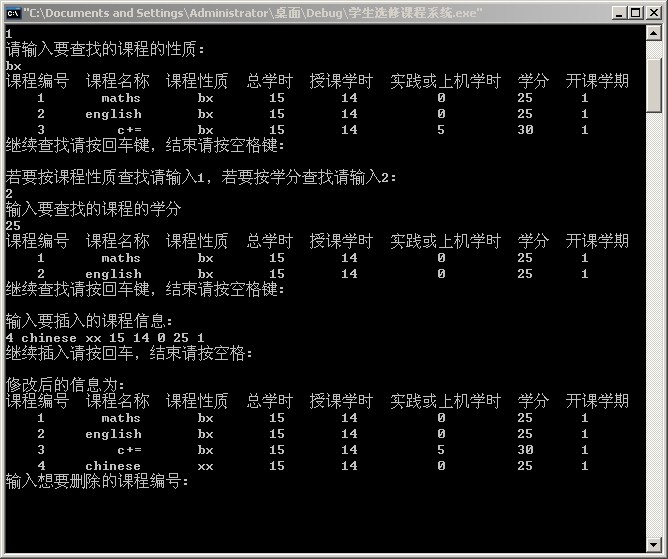 "C:\Documents and Settings\Administrator\桌面\Debug\学生选修课程系统.exe"
1
请输入要查找的课程的性质：
bx
课程编号 课程名称 课程性质 总学时 授课学时 实践或上机学时 学分 开课学期
1 maths bx 15 14 0 25 1
2 english bx 15 14 0 25 1
3 c+= bx 15 14 5 30 1
继续查找请按回车键，结束请按空格键：
若要按课程性质查找请输入1，若要按学分查找请输入2：
2
输入要查找的课程的学分
25
课程编号 课程名称 课程性质 总学时 授课学时 实践或上机学时 学分 开课学期
1 maths bx 15 14 0 25 1
2 english bx 15 14 0 25 1
继续查找请按回车键，结束请按空格键：
输入要插入的课程信息：
4 chinese xx 15 14 0 25 1
继续插入请按回车，结束请按空格：
修改后的信息为：
课程编号 课程名称 课程性质 总学时 授课学时 实践或上机学时 学分 开课学期
1 maths bx 15 14 0 25 1
2 english bx 15 14 0 25 1
3 c+= bx 15 14 5 30 1
4 chinese xx 15 14 0 25 1
输入想要删除的课程编号：